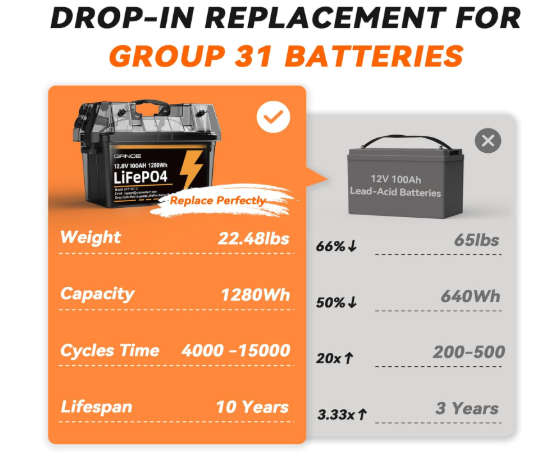 DROP-IN REPLACEMENT FOR
GROUP 31 BATTERIES
GANDE
12.8V 100AH 1280Wh
LiFePO4
Replace Perfectly
12V 100Ah
Lead-Acid Batteries
Weight 22.48lbs 66%↓ 65lbs
Capacity 1280Wh 50%↓ 640Wh
Cycles Time 4000 -15000 20x↑ 200-500
Lifespan 10 Years 3.33x↑ 3 Years